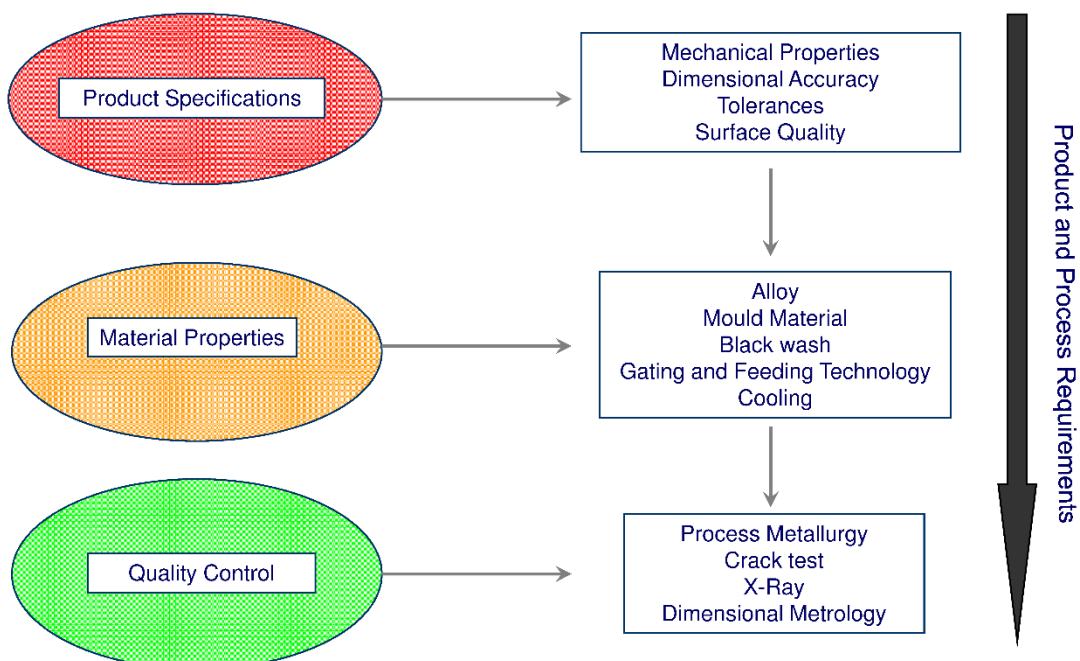 Product Specifications
Mechanical Properties
Dimensional Accuracy
Tolerances
Surface Quality
Material Properties
Alloy
Mould Material
Black wash
Gating and Feeding Technology
Cooling
Quality Control
Process Metallurgy
Crack test
X-Ray
Dimensional Metrology
Product and Process Requirements